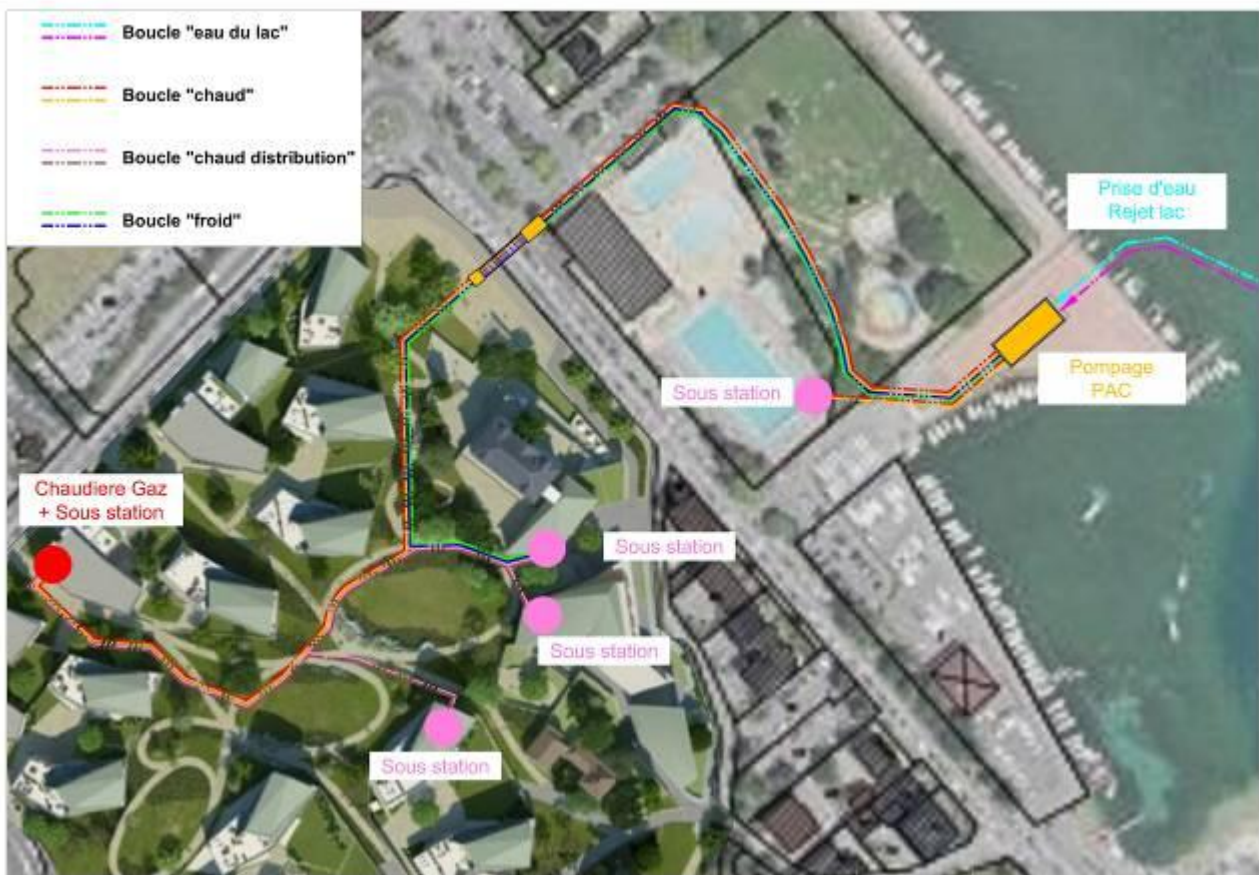 Boucle "eau du lac"
Boucle "chaud"
Boucle "chaud distribution"
Boucle "froid"
Prise d'eau
Rejet lac
Pompage
PAC
Sous station
Chaudiere Gaz
+ Sous station
Sous station
Sous station
Sous station